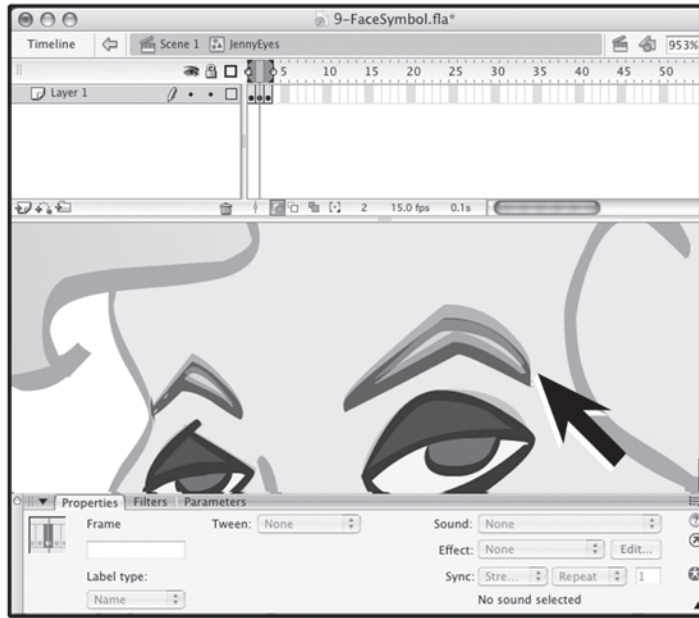 9-FaceSymbol.fla*
Timeline Scene 1 JennyEyes 953%
5 10 15 20 25 30 35 40 45 50
Layer 1
2 15.0 fps 0.1s
Properties Filters Parameters
Frame Tween: None Sound: None
Effect: None Edit...
Label type: Sync: Stre... Repeat 1
Name No sound selected